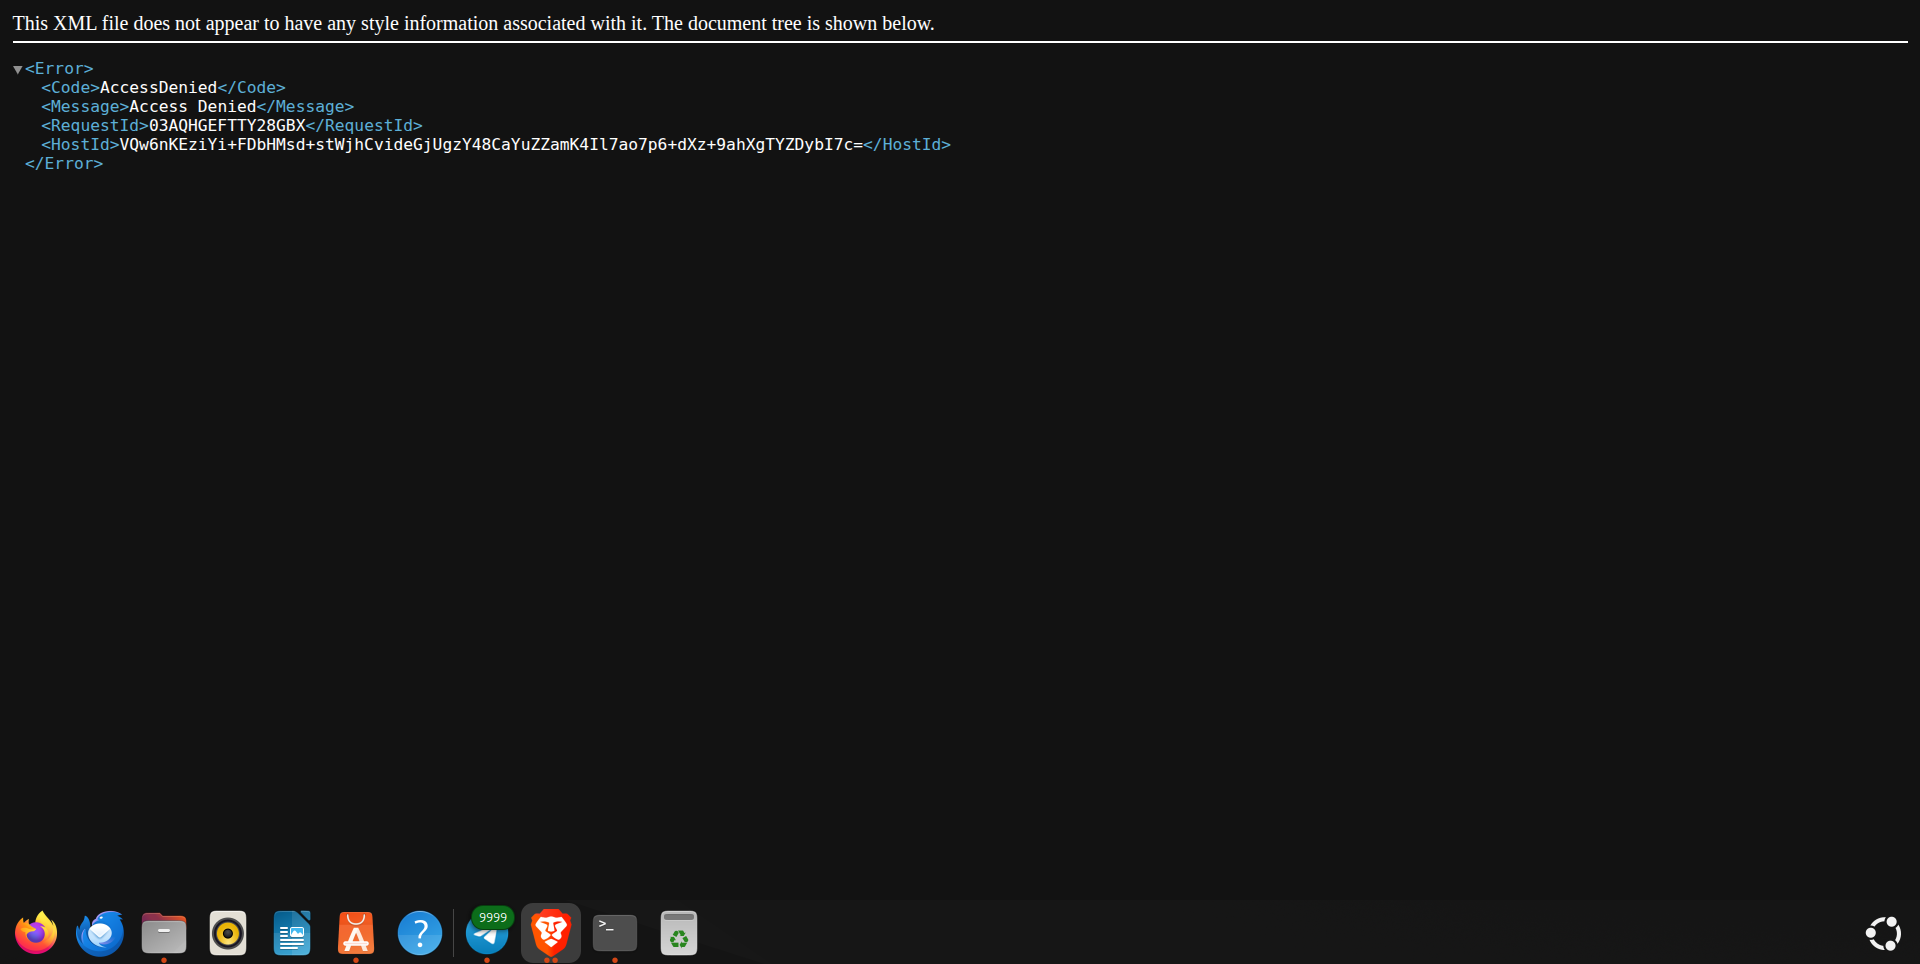 This XML file does not appear to have any style information associated with it. The document tree is shown below.
<Error>
<Code>AccessDenied</Code>
<Message>Access Denied</Message>
<RequestId>03AQHGEFTTY28GBX</RequestId>
<HostId>VQw6nKEziYi+FDbHMsd+stWjhCvideGjUgzY48CaYuZZamK4Il7ao7p6+dXz+9ahXgTYZDybI7c=</HostId>
</Error>
9999